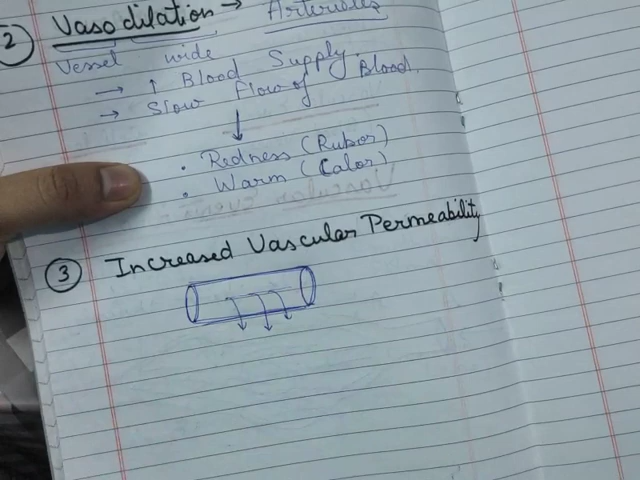 ② Vasodilation → Arterioles
Vessel wide
→ ↑ Blood Supply.
→ Slow Flow of Blood.
↓
• Redness (Rubor)
• Warm (Calor)
③ Increased Vascular Permeability